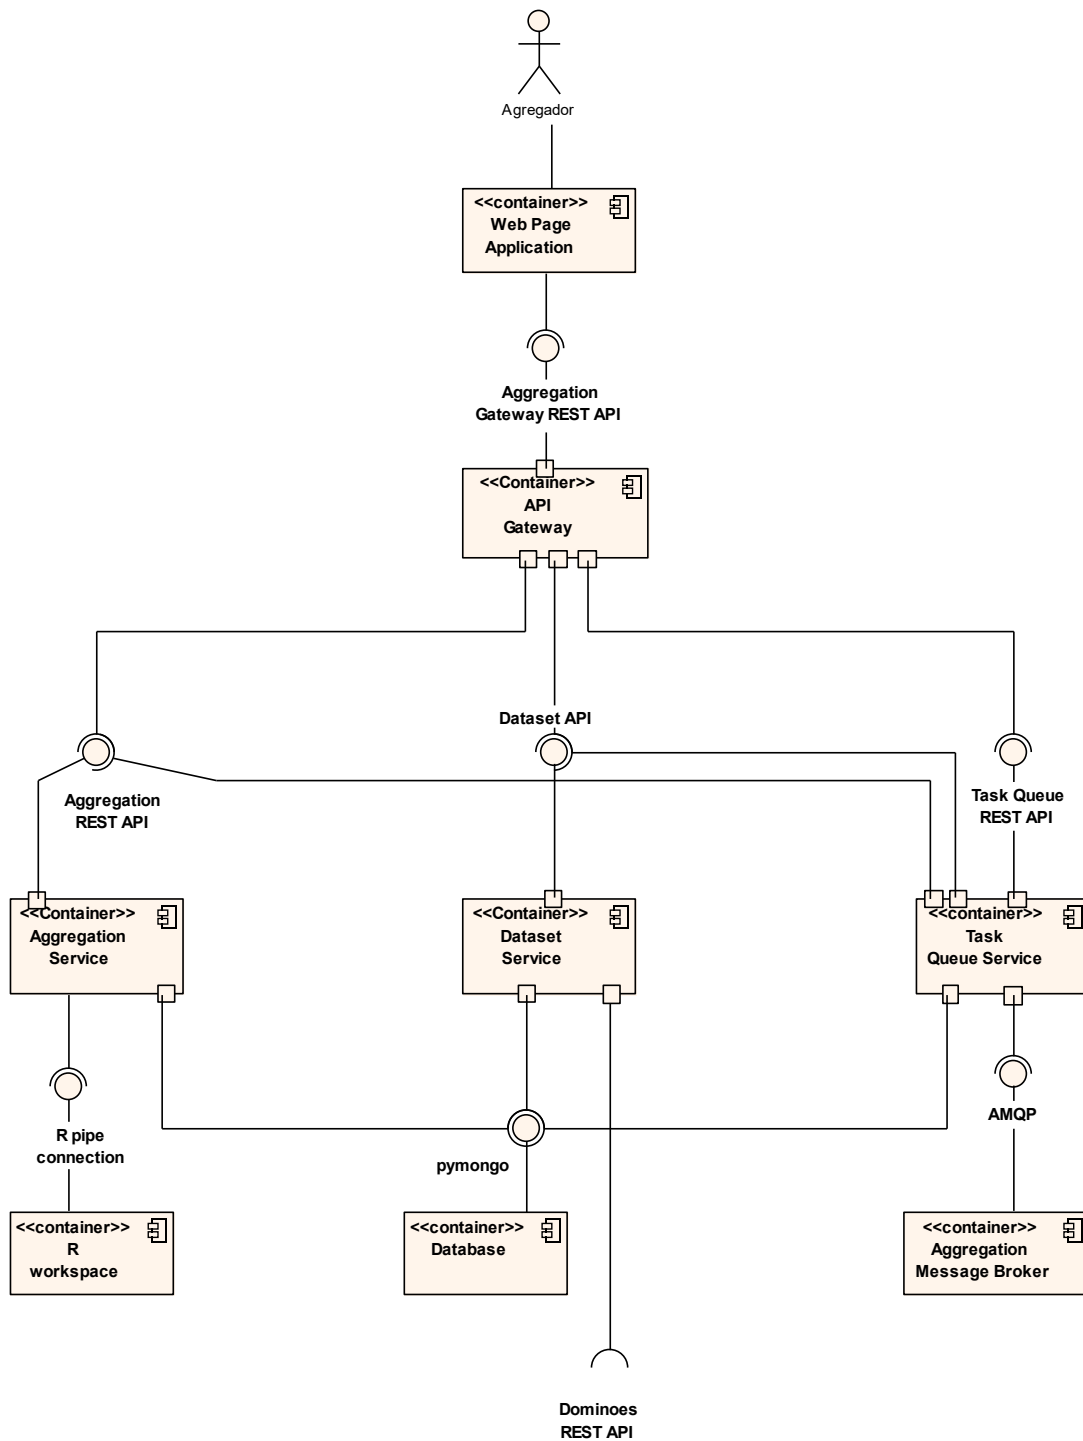 Agregador
<<container>>
Web Page
Application
Aggregation
Gateway REST API
<<Container>>
API
Gateway
Dataset API
Aggregation
REST API
Task Queue
REST API
<<Container>>
Aggregation
Service
<<Container>>
Dataset
Service
<<container>>
Task
Queue Service
R pipe
connection
pymongo
AMQP
<<container>>
R
workspace
<<container>>
Database
<<container>>
Aggregation
Message Broker
Dominoes
REST API